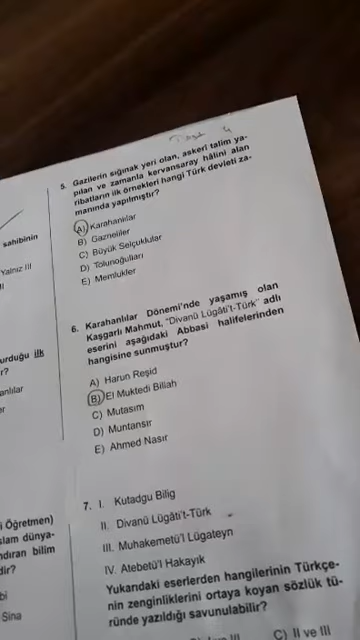 5. Gazilerin sığınak yeri olan, askerî talim ya-
pılan ve zamanla kervansaray hâlini alan
ribatların ilk örnekleri hangi Türk devleti za-
manında yapılmıştır?
A) Karahanlılar
B) Gazneliler
C) Büyük Selçuklular
D) Tolunoğulları
E) Memlukler
6. Karahanlılar Dönemi'nde yaşamış olan
Kaşgarlı Mahmut, "Divanü Lûgâti't-Türk" adlı
eserini aşağıdaki Abbasi halifelerinden
hangisine sunmuştur?
A) Harun Reşid
B) El Muktedi Billah
C) Mutasım
D) Muntansır
E) Ahmed Nasır
7. I. Kutadgu Bilig
II. Divanü Lûgâti't-Türk
III. Muhakemetü'l Lügateyn
IV. Atebetü'l Hakayık
Yukarıdaki eserlerden hangilerinin Türkçe-
nin zenginliklerini ortaya koyan sözlük tü-
ründe yazıldığı savunulabilir?
C) II ve III
sahibinin
Yalnız III
urduğu ilk
r?
anlılar
er
i Öğretmen)
slam dünya-
ndıran bilim
dir?
bi
Sina